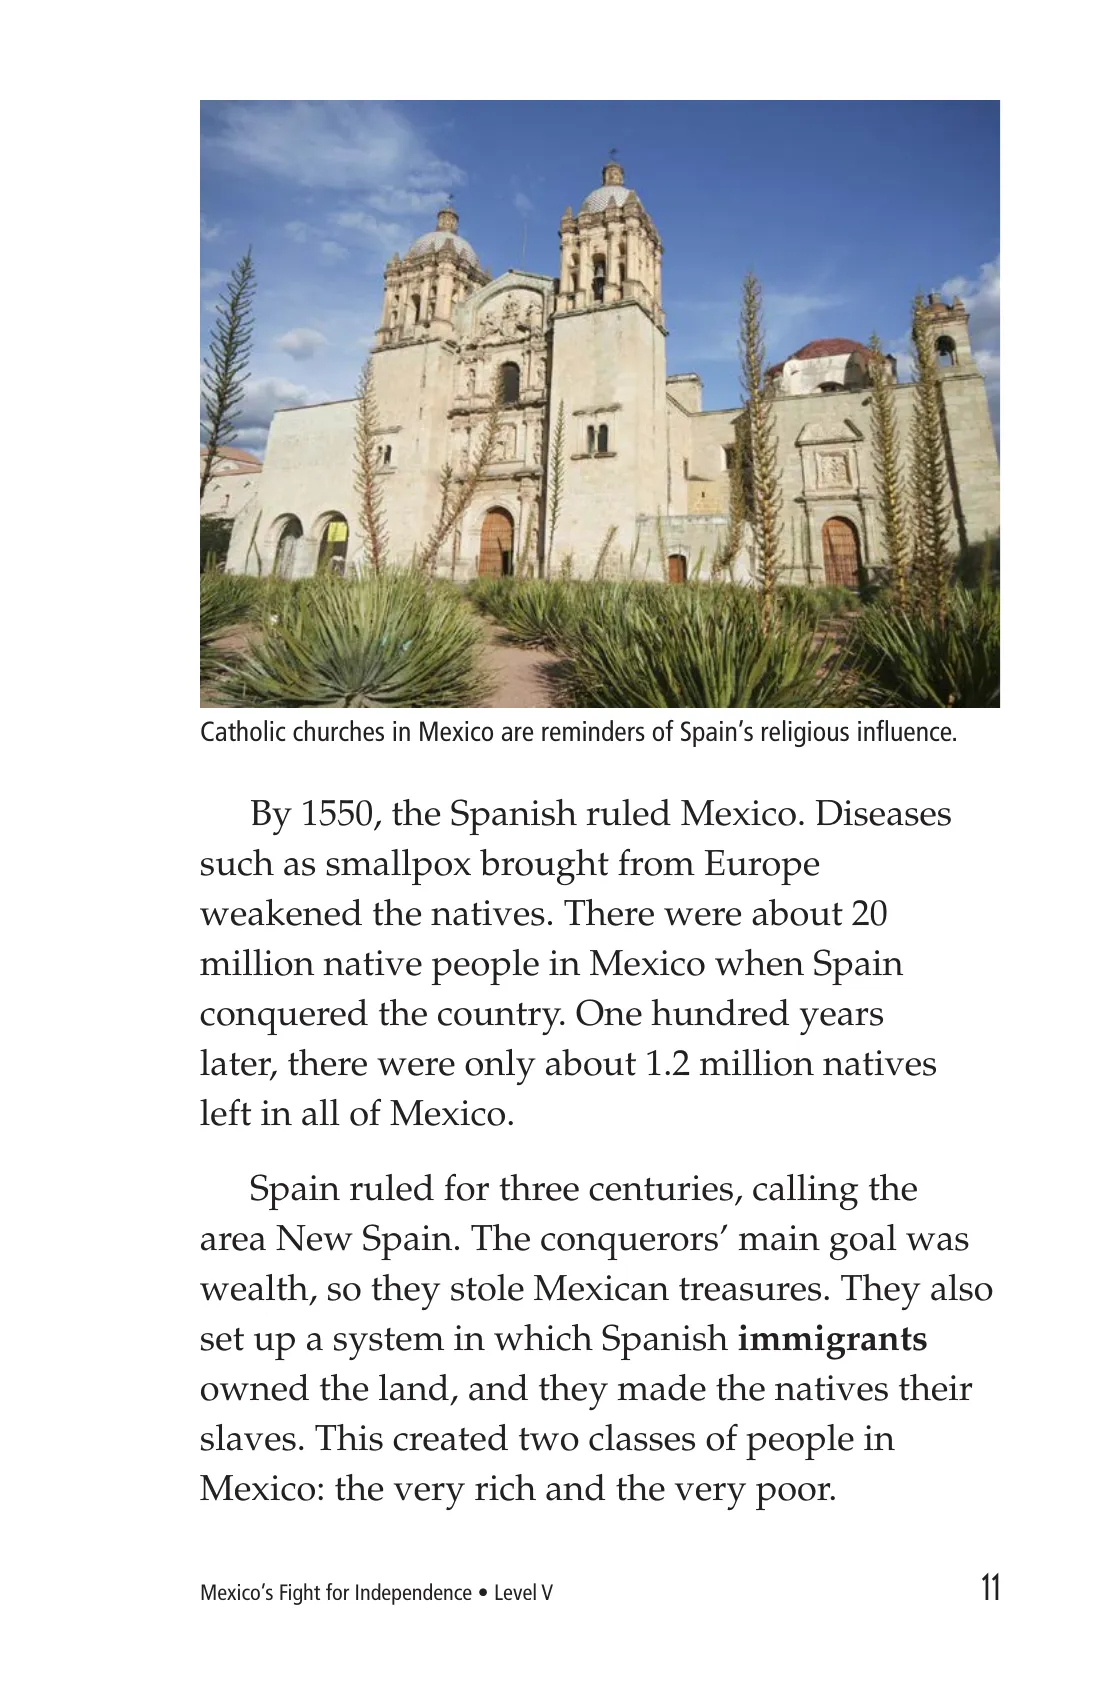 Catholic churches in Mexico are reminders of Spain’s religious influence.
By 1550, the Spanish ruled Mexico. Diseases
such as smallpox brought from Europe
weakened the natives. There were about 20
million native people in Mexico when Spain
conquered the country. One hundred years
later, there were only about 1.2 million natives
left in all of Mexico.
Spain ruled for three centuries, calling the
area New Spain. The conquerors’ main goal was
wealth, so they stole Mexican treasures. They also
set up a system in which Spanish immigrants
owned the land, and they made the natives their
slaves. This created two classes of people in
Mexico: the very rich and the very poor.
Mexico’s Fight for Independence • Level V
11